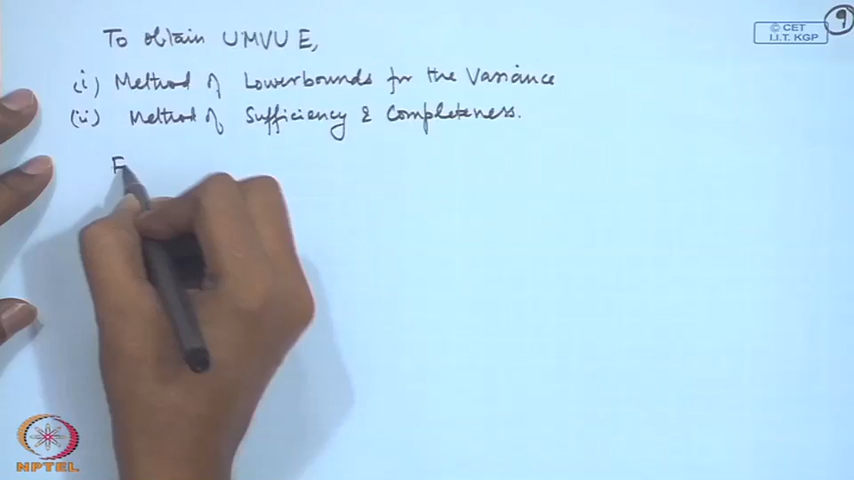 9
© CET
I.I.T. KGP
To obtain UMVUE,
(i) Method of Lowerbounds for the Variance
(ii) Method of Sufficiency & Completeness.
F
NPTEL